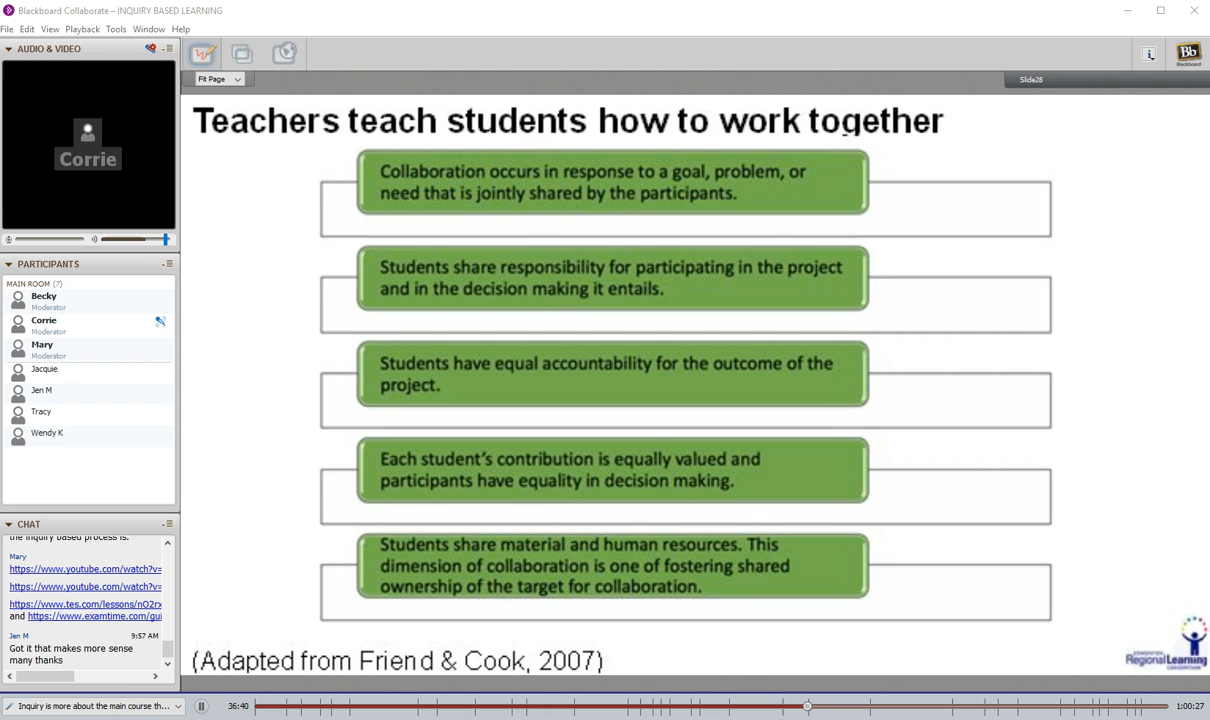 Blackboard Collaborate – INQUIRY BASED LEARNING
File Edit View Playback Tools Window Help
AUDIO & VIDEO
Corrie
PARTICIPANTS
MAIN ROOM (7)
Becky
Moderator
Corrie
Moderator
Mary
Moderator
Jacquie
Jen M
Tracy
Wendy K
CHAT
the inquiry based process is.
Mary
https://www.youtube.com/watch?v=
https://www.youtube.com/watch?v=
https://www.tes.com/lessons/nO2rx
and https://www.examtime.com/gui
Jen M 9:57 AM
Got it that makes more sense
many thanks
Inquiry is more about the main course th...
Fit Page
Slide28
Bb
Blackboard
Teachers teach students how to work together
Collaboration occurs in response to a goal, problem, or
need that is jointly shared by the participants.
Students share responsibility for participating in the project
and in the decision making it entails.
Students have equal accountability for the outcome of the
project.
Each student's contribution is equally valued and
participants have equality in decision making.
Students share material and human resources. This
dimension of collaboration is one of fostering shared
ownership of the target for collaboration.
(Adapted from Friend & Cook, 2007)
Regional Learning
36:40
1:00:27